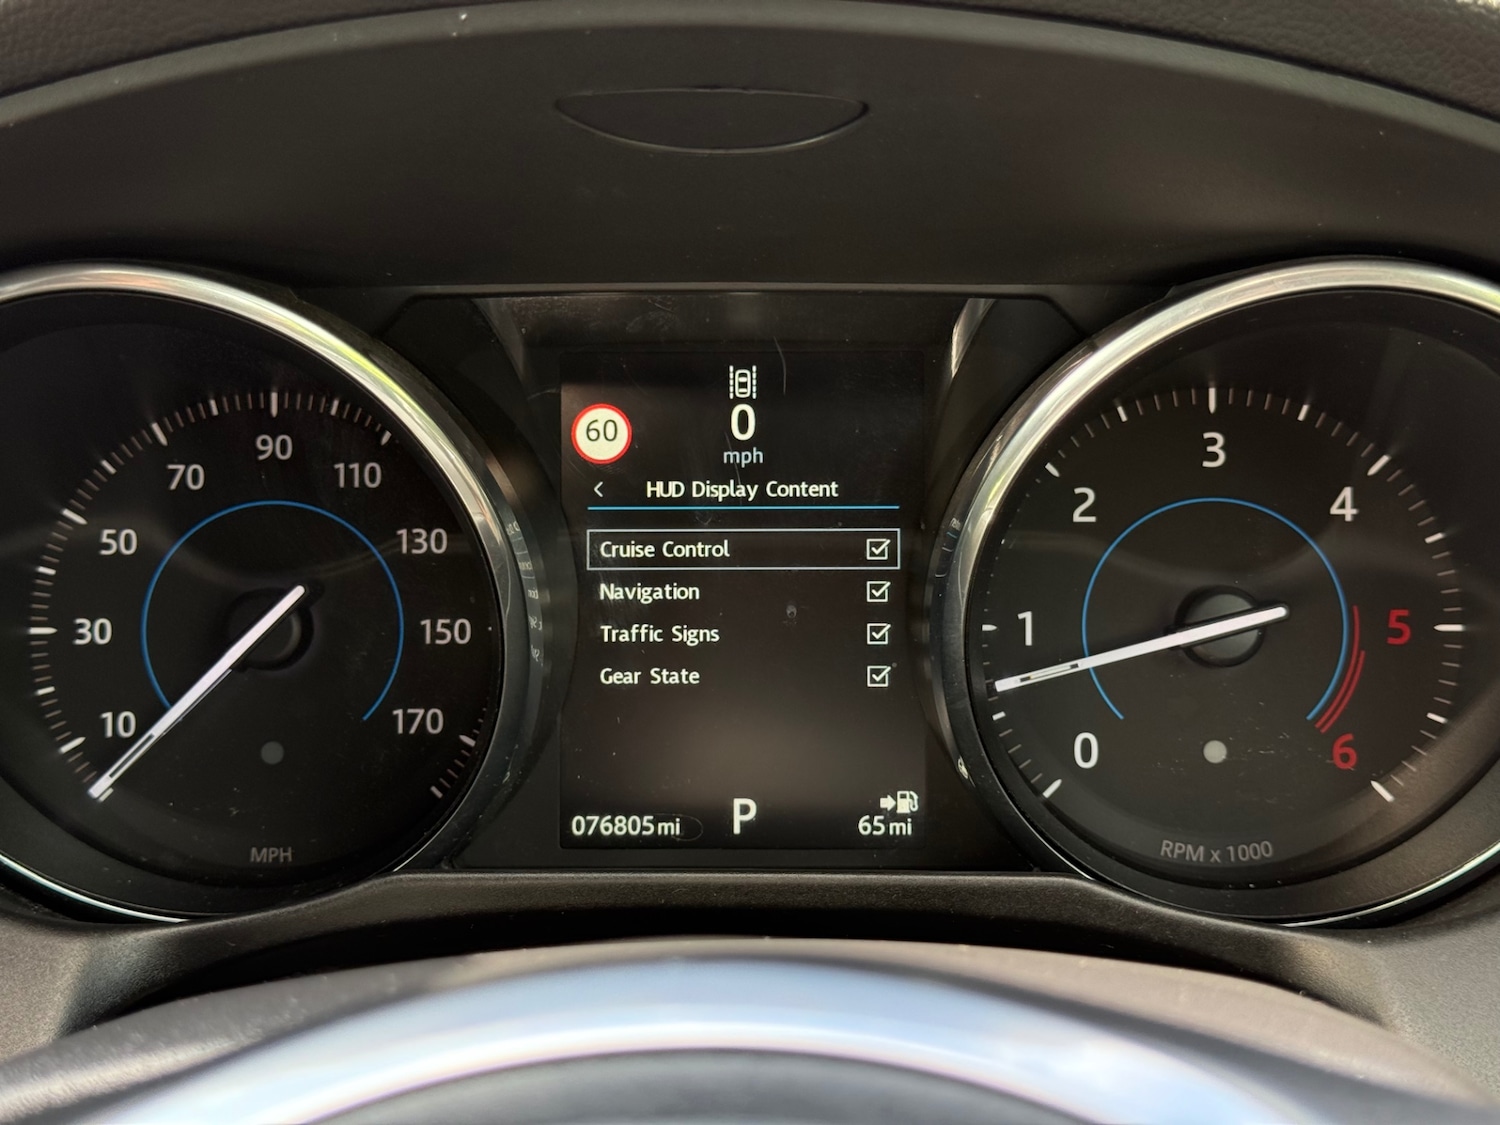 60
0
mph
HUD Display Content
Cruise Control
Navigation
Traffic Signs
Gear State
076805mi
P
65mi
10
30
50
70
90
110
130
150
170
MPH
0
1
2
3
4
5
6
RPM x 1000